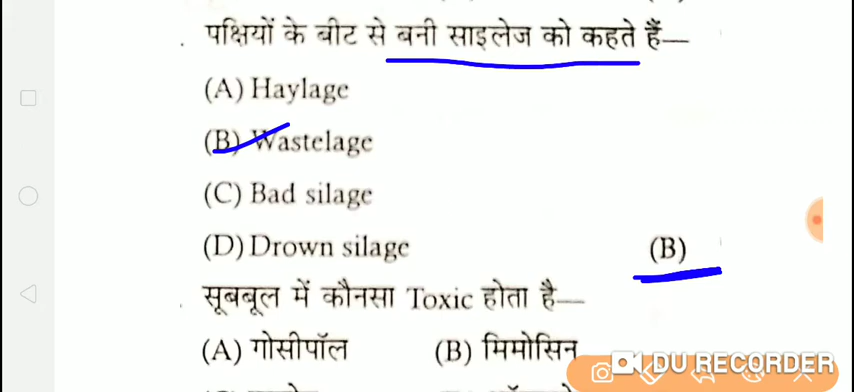 पक्षियों के बीट से बनी साइलेज को कहते हैं—
(A) Haylage
(B) Wastelage
(C) Bad silage
(D) Drown silage (B)
सूबबूल में कौनसा Toxic होता है—
(A) गोसीपॉल (B) मिमोसिन
DU RECORDER